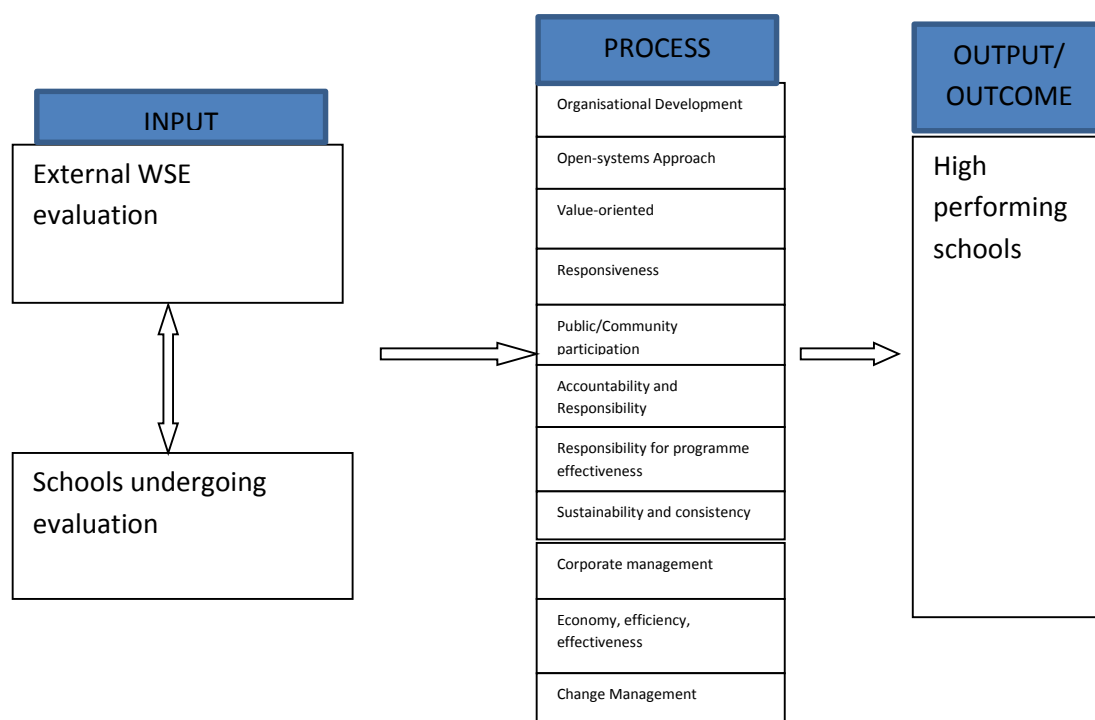 INPUT
External WSE
evaluation
Schools undergoing
evaluation
PROCESS
Organisational Development
Open-systems Approach
Value-oriented
Responsiveness
Public/Community
participation
Accountability and
Responsibility
Responsibility for programme
effectiveness
Sustainability and consistency
Corporate management
Economy, efficiency,
effectiveness
Change Management
OUTPUT/
OUTCOME
High
performing
schools